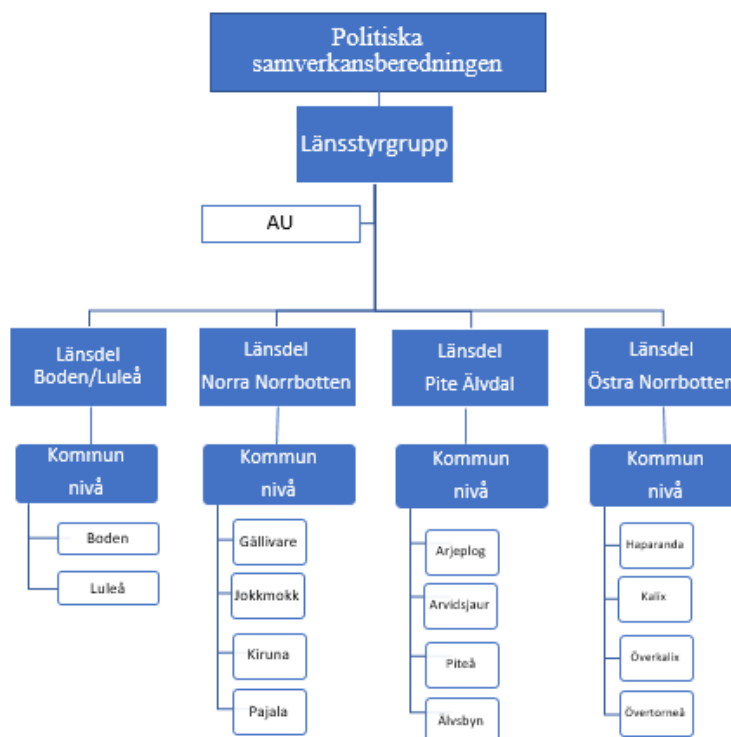 Politiska
samverkansberedningen
Länsstyrgrupp
AU
Länsdel
Boden/Luleå
Kommun
nivå
Boden
Luleå
Länsdel
Norra Norrbotten
Kommun
nivå
Gällivare
Jokkmokk
Kiruna
Pajala
Länsdel
Pite Älvdal
Kommun
nivå
Arjeplog
Arvidsjaur
Piteå
Älvsbyn
Länsdel
Östra Norrbotten
Kommun
nivå
Haparanda
Kalix
Överkalix
Övertorneå